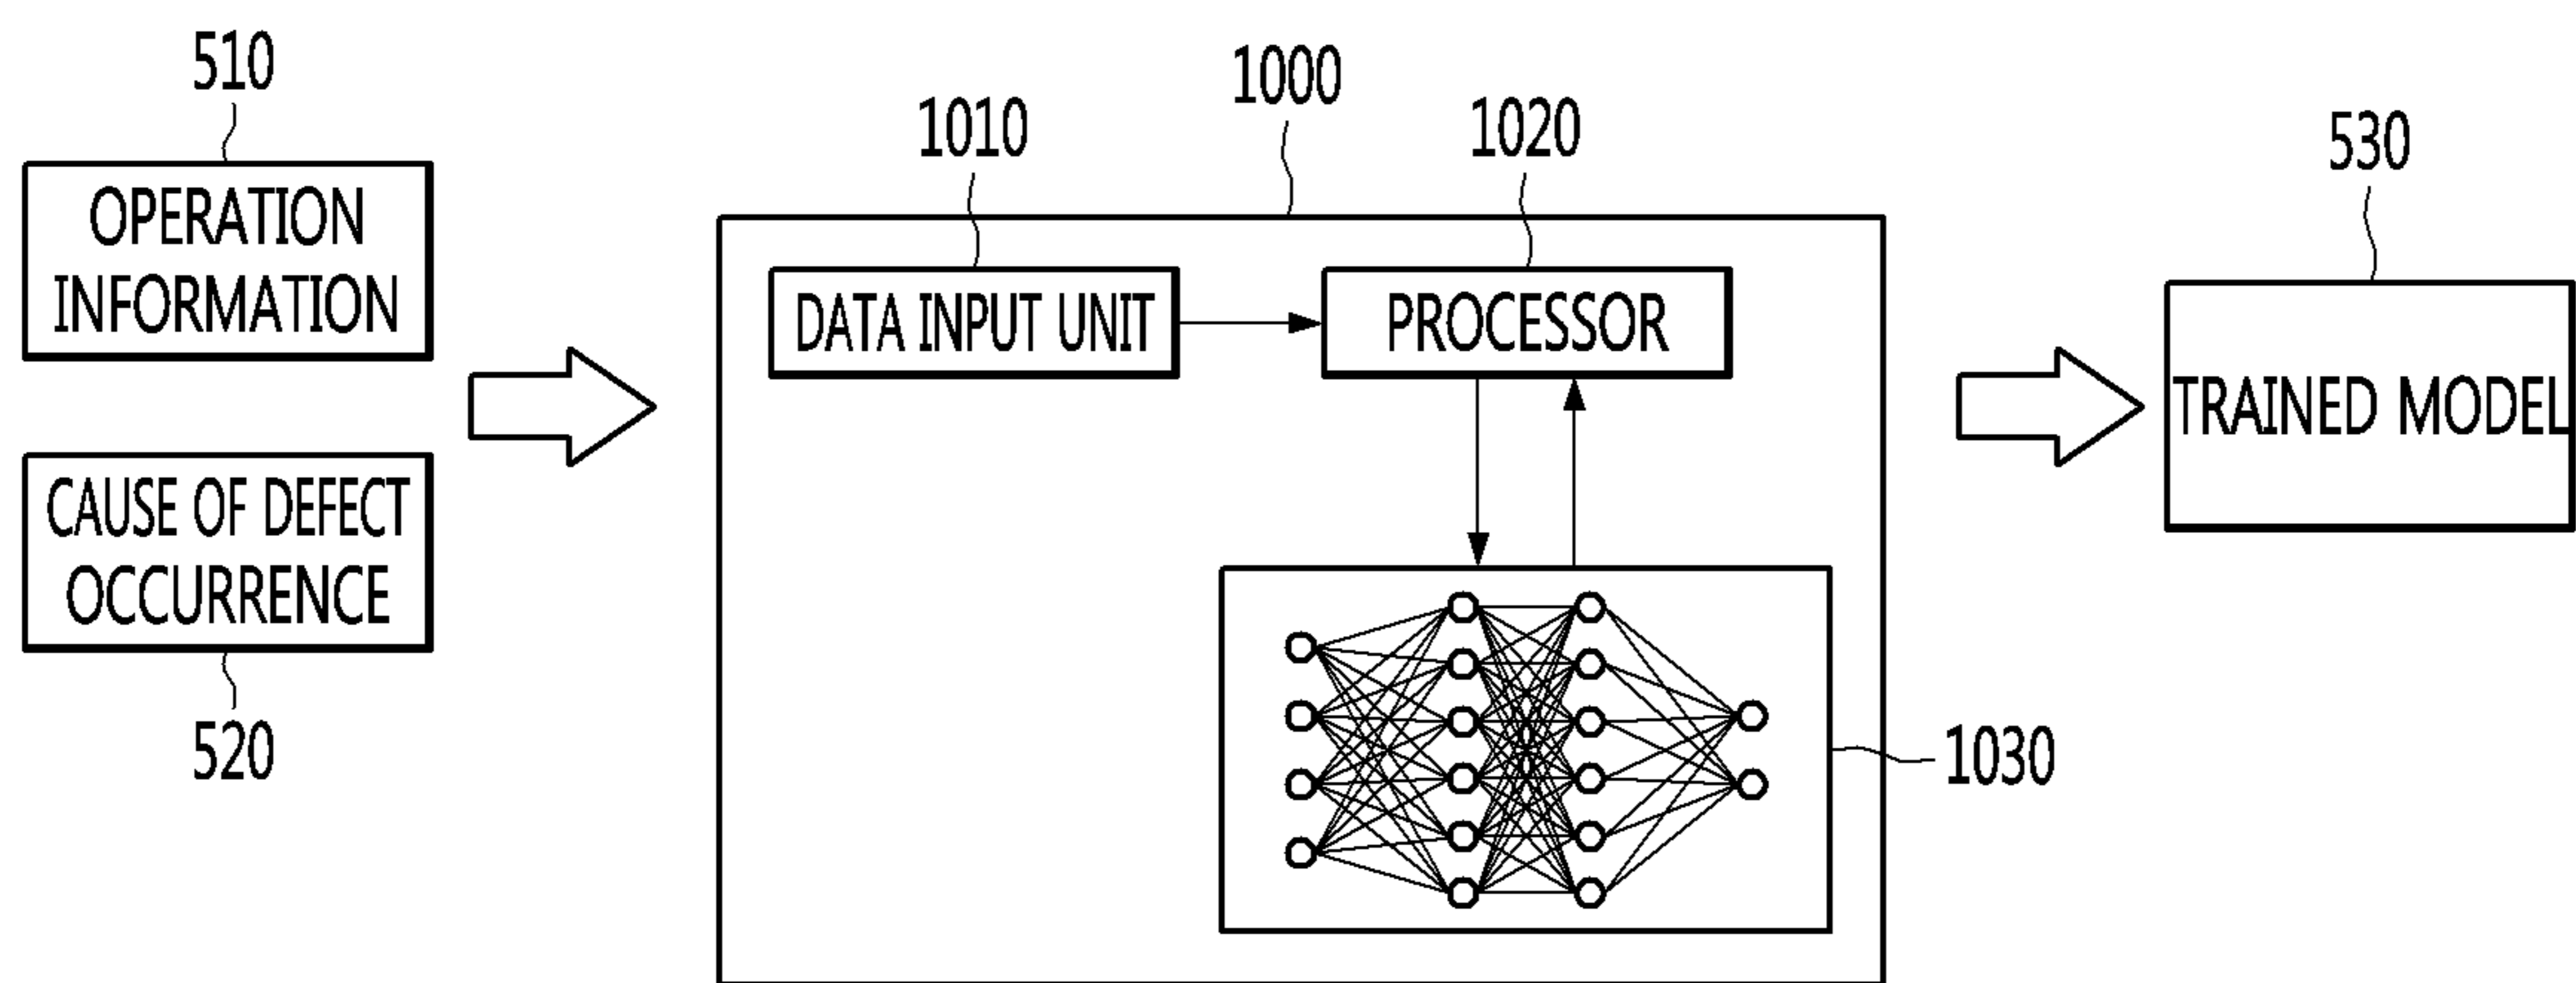 510
OPERATION
INFORMATION
CAUSE OF DEFECT
OCCURRENCE
520
1000
1010
1020
DATA INPUT UNIT
PROCESSOR
1030
530
TRAINED MODEL